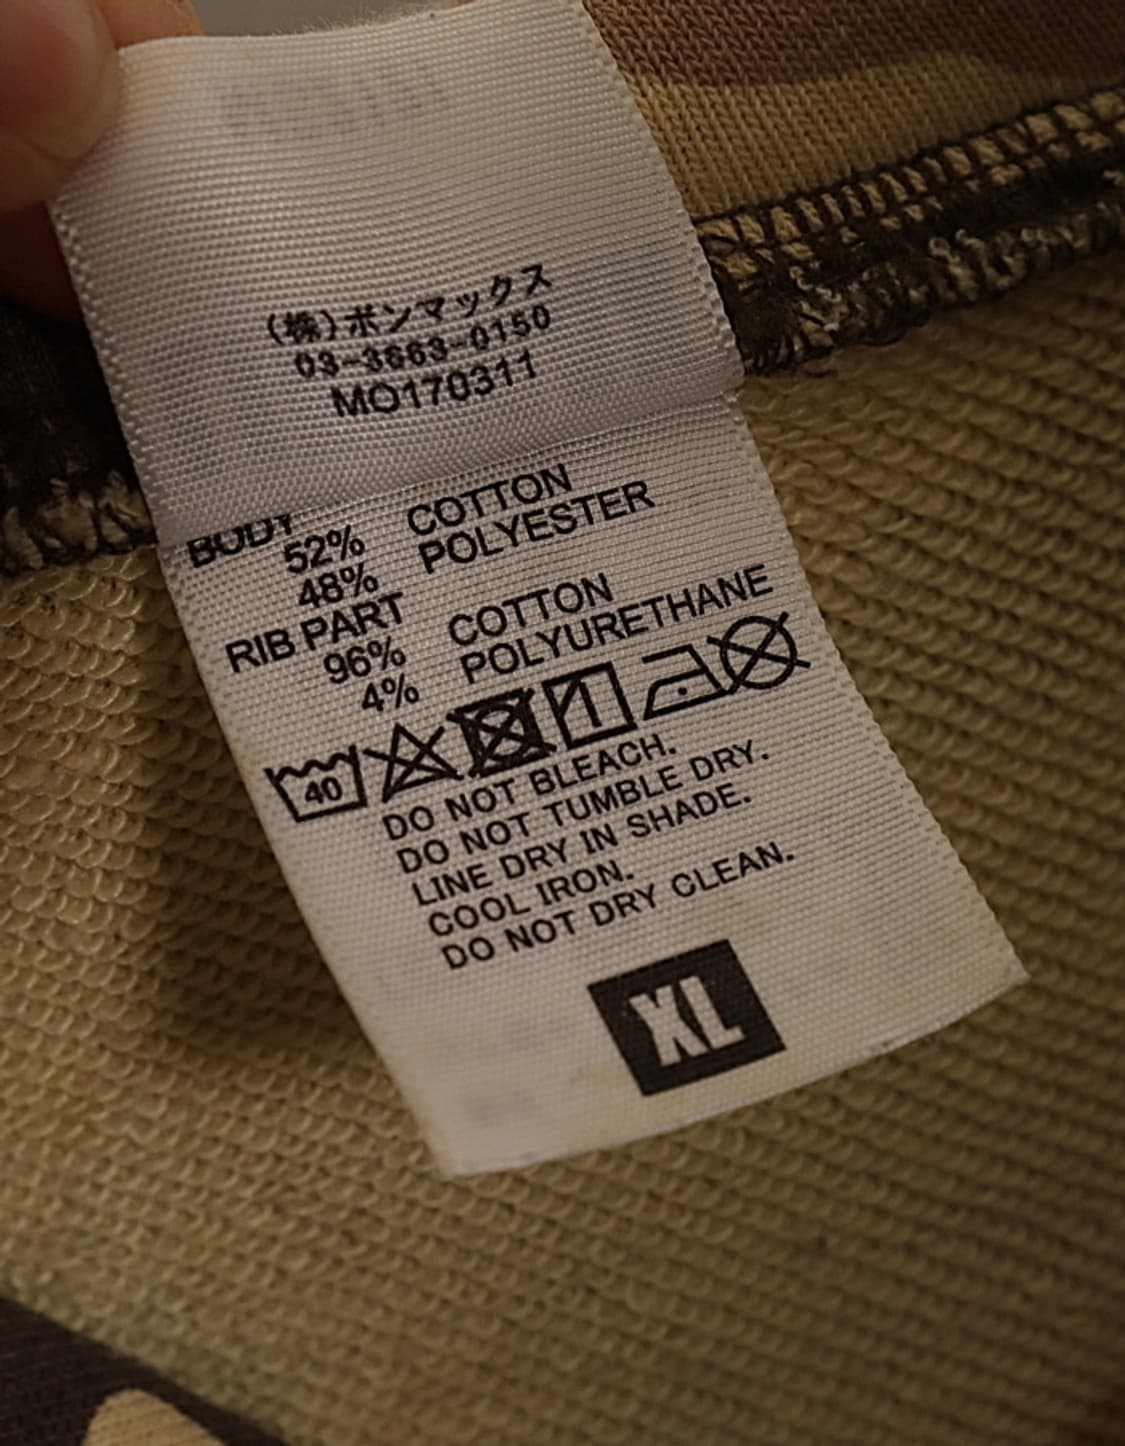 (株)ボンマックス
03-3663-0150
MO170311
BODY
52% COTTON
48% POLYESTER
RIB PART
96% COTTON
4% POLYURETHANE
40
DO NOT BLEACH.
DO NOT TUMBLE DRY.
LINE DRY IN SHADE.
COOL IRON.
DO NOT DRY CLEAN.
XL